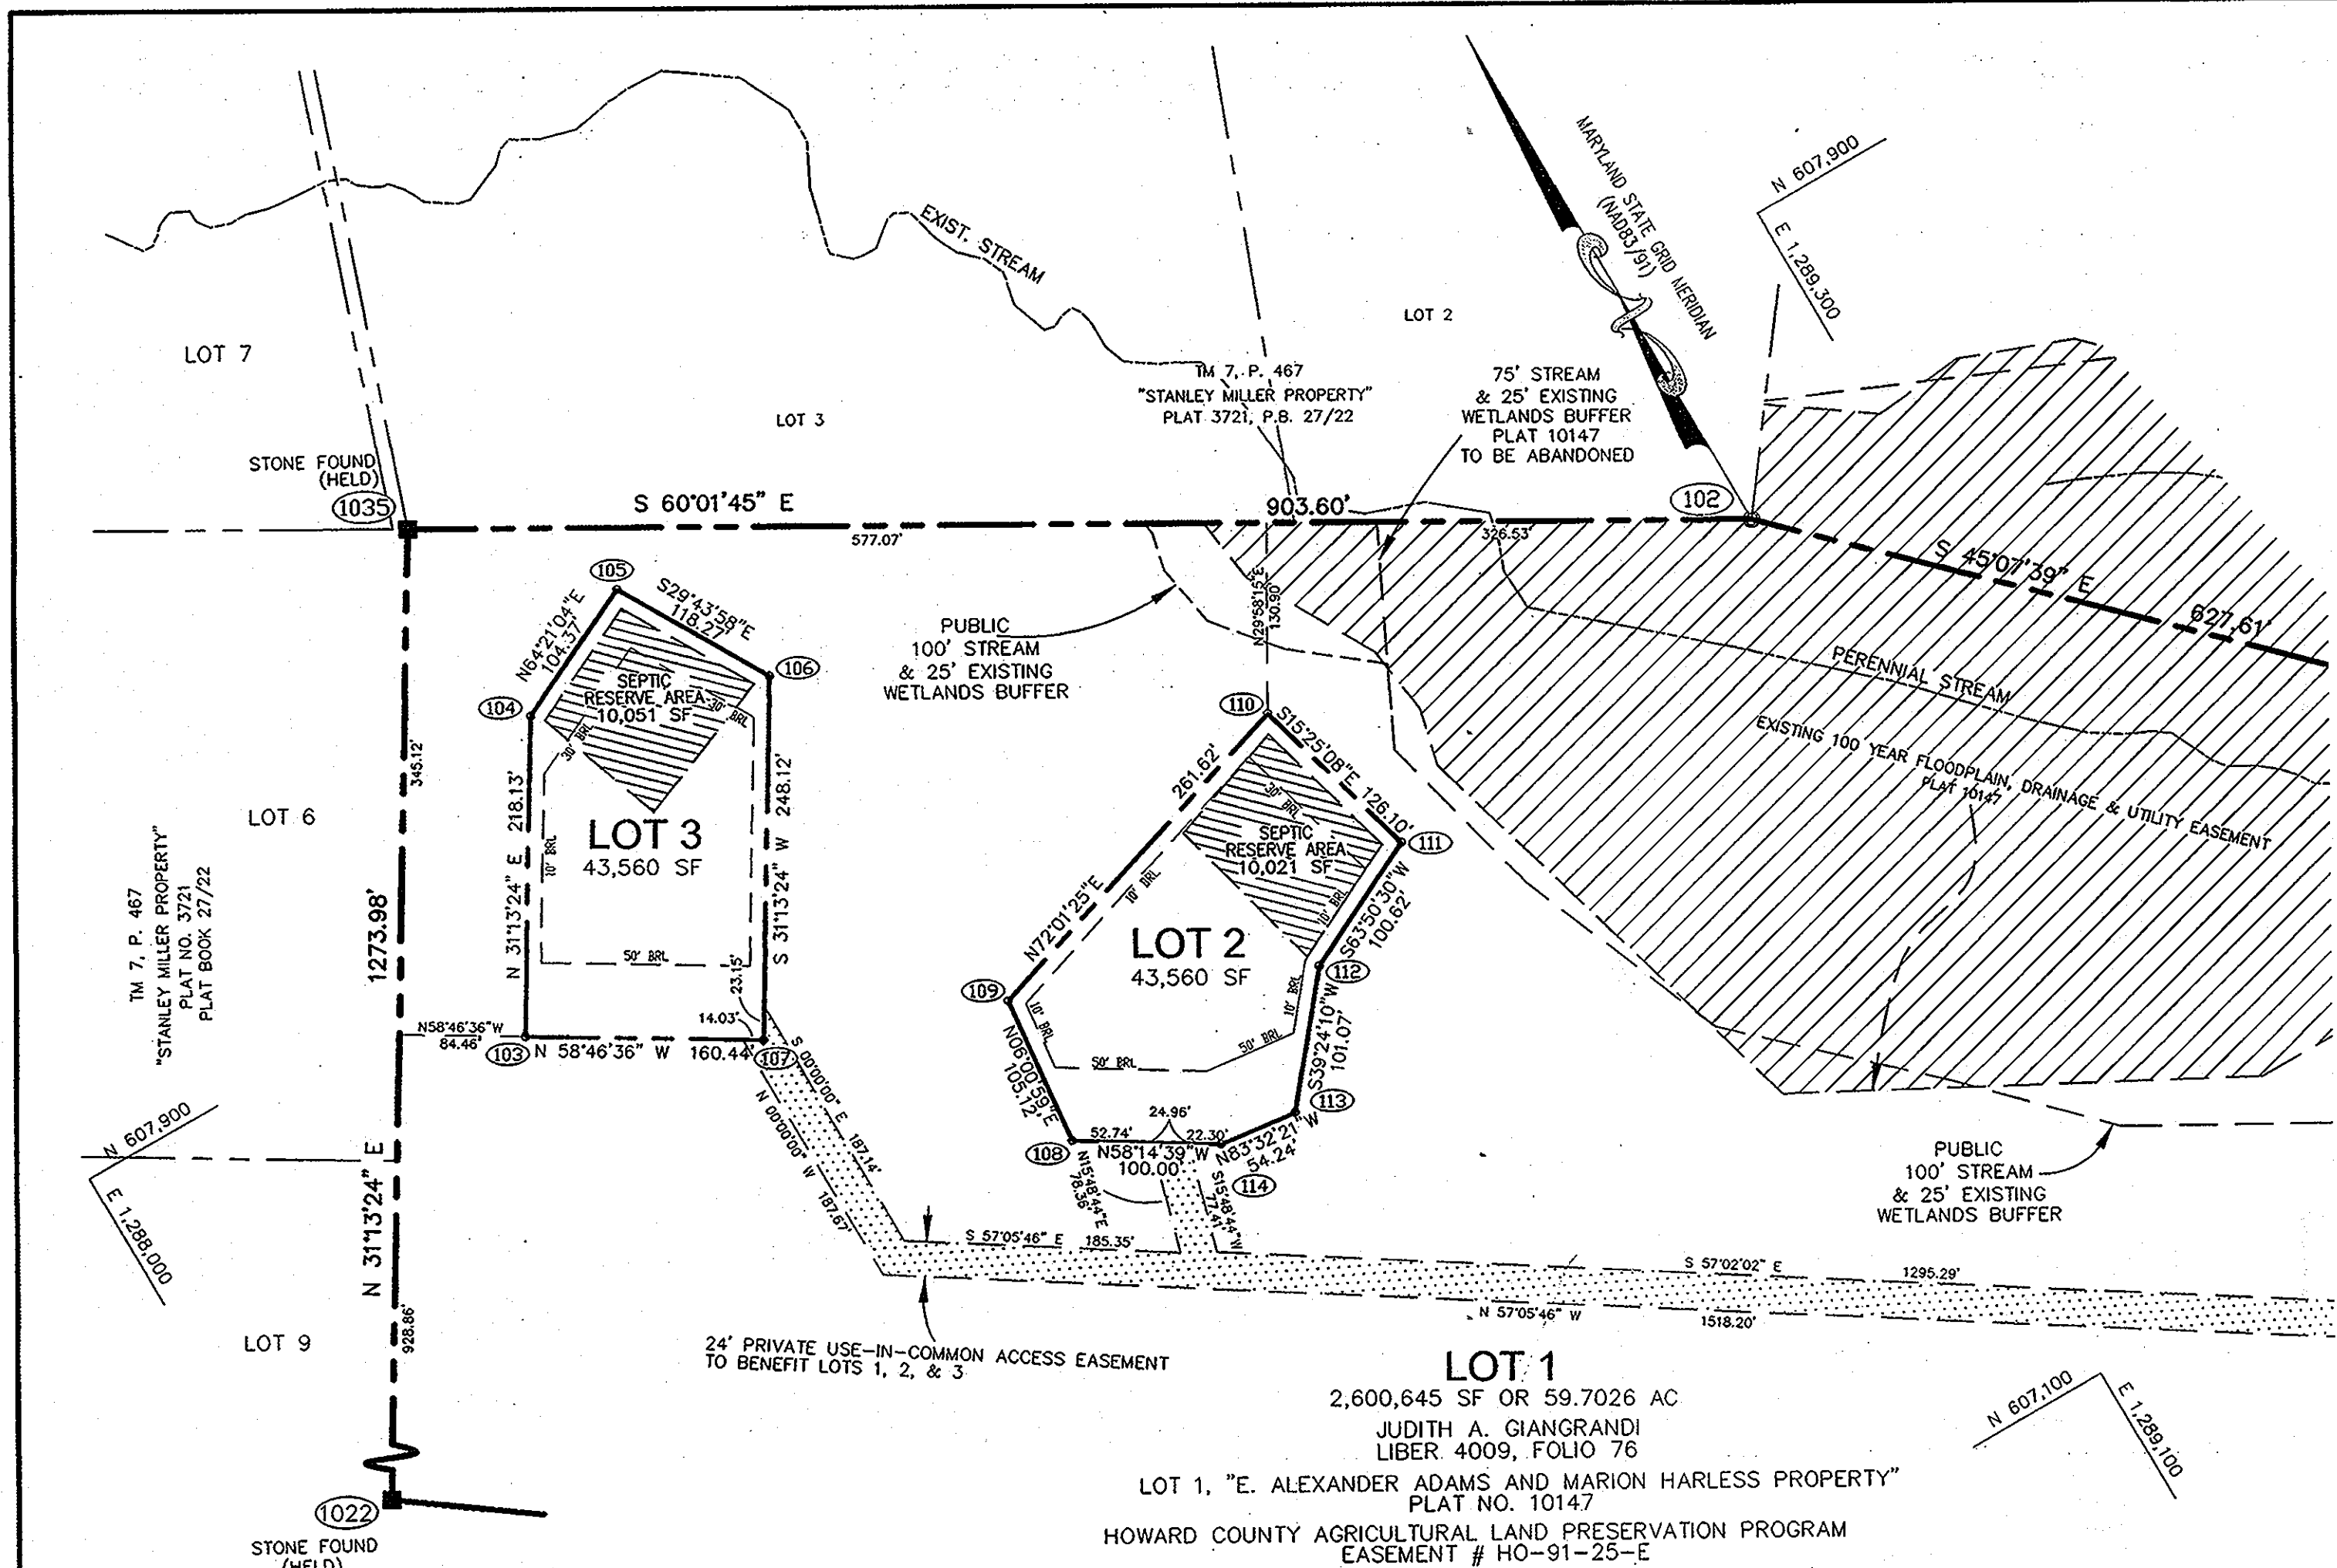 MARYLAND STATE GRID MERIDIAN
(NAD83/91)
N 607,900
E 1,289,300
EXIST. STREAM
LOT 2
LOT 7
TM 7, P. 467
"STANLEY MILLER PROPERTY"
PLAT 3721, P.B. 27/22
75' STREAM
& 25' EXISTING
WETLANDS BUFFER
PLAT 10147
TO BE ABANDONED
LOT 3
STONE FOUND
(HELD)
1035
S 60°01'45" E
903.60'
102
577.07'
326.53'
S 45°07'39" E
627.61'
105
S29°43'58"E
118.27'
N64°21'04"E
104.37'
106
104
SEPTIC
RESERVE AREA
10,051 SF
30' BRL
30' BRL
PUBLIC
100' STREAM
& 25' EXISTING
WETLANDS BUFFER
N29°58'15"E
130.90'
PERENNIAL STREAM
EXISTING 100 YEAR FLOODPLAIN, DRAINAGE & UTILITY EASEMENT
PLAT 10147
110
S15°25'08"E 126.10'
261.62'
345.12'
218.13'
248.12'
LOT 6
LOT 3
43,560 SF
10' BRL
30' BRL
SEPTIC
RESERVE AREA
10,021 SF
111
10' BRL
10' BRL
S63°50'30"W
100.62'
TM 7, P. 467
"STANLEY MILLER PROPERTY"
PLAT NO. 3721
PLAT BOOK 27/22
1273.98'
N 31°13'24" E
S 31°13'24" W
50' BRL
23.15'
14.03'
N72°01'25"E
LOT 2
43,560 SF
112
109
10' BRL
10' BRL
S39°24'10"W
101.07'
N58°46'36"W
84.46'
103
N 58°46'36" W 160.44'
107
N06°00'59"E
105.12'
50' BRL
50' BRL
113
108
52.74'
24.96'
22.30'
N58°14'39"W
100.00'
N83°32'21"W
54.24'
114
S 00°00'00" E 187.14'
N 00°00'00" W 187.67'
N15°48'44"E
78.36'
S15°48'44"W
77.41'
PUBLIC
100' STREAM
& 25' EXISTING
WETLANDS BUFFER
N 607,900
E 1,288,000
N 31°13'24" E
S 57°05'46" E 185.35'
S 57°02'02" E 1295.29'
N 57°05'46" W 1518.20'
LOT 9
928.86'
24' PRIVATE USE-IN-COMMON ACCESS EASEMENT
TO BENEFIT LOTS 1, 2, & 3
LOT 1
2,600,645 SF OR 59.7026 AC
JUDITH A. GIANGRANDI
LIBER 4009, FOLIO 76
LOT 1, "E. ALEXANDER ADAMS AND MARION HARLESS PROPERTY"
PLAT NO. 10147
HOWARD COUNTY AGRICULTURAL LAND PRESERVATION PROGRAM
EASEMENT # HO-91-25-E
N 607,100
E 1,289,100
1022
STONE FOUND
(HELD)